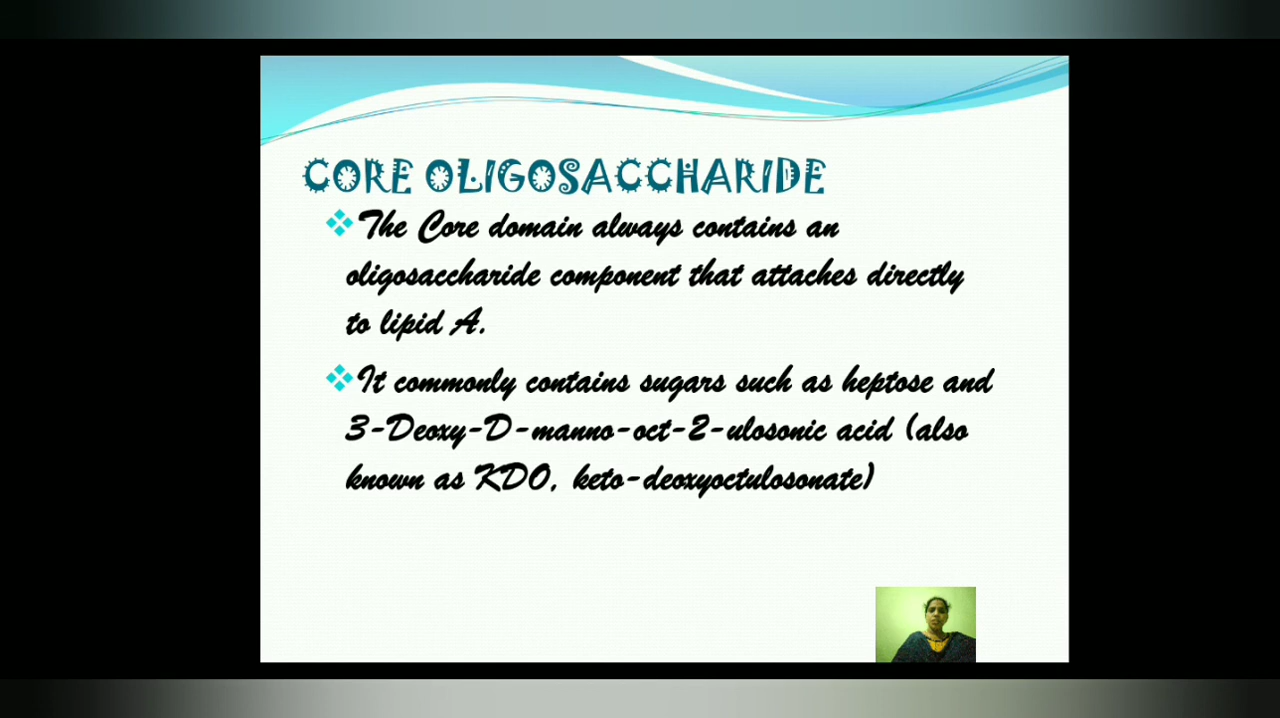 CORE OLIGOSACCHARIDE
The Core domain always contains an
oligosaccharide component that attaches directly
to lipid A.
It commonly contains sugars such as heptose and
3-Deoxy-D-manno-oct-2-ulosonic acid (also
known as KDO, keto-deoxyoctulosonate)